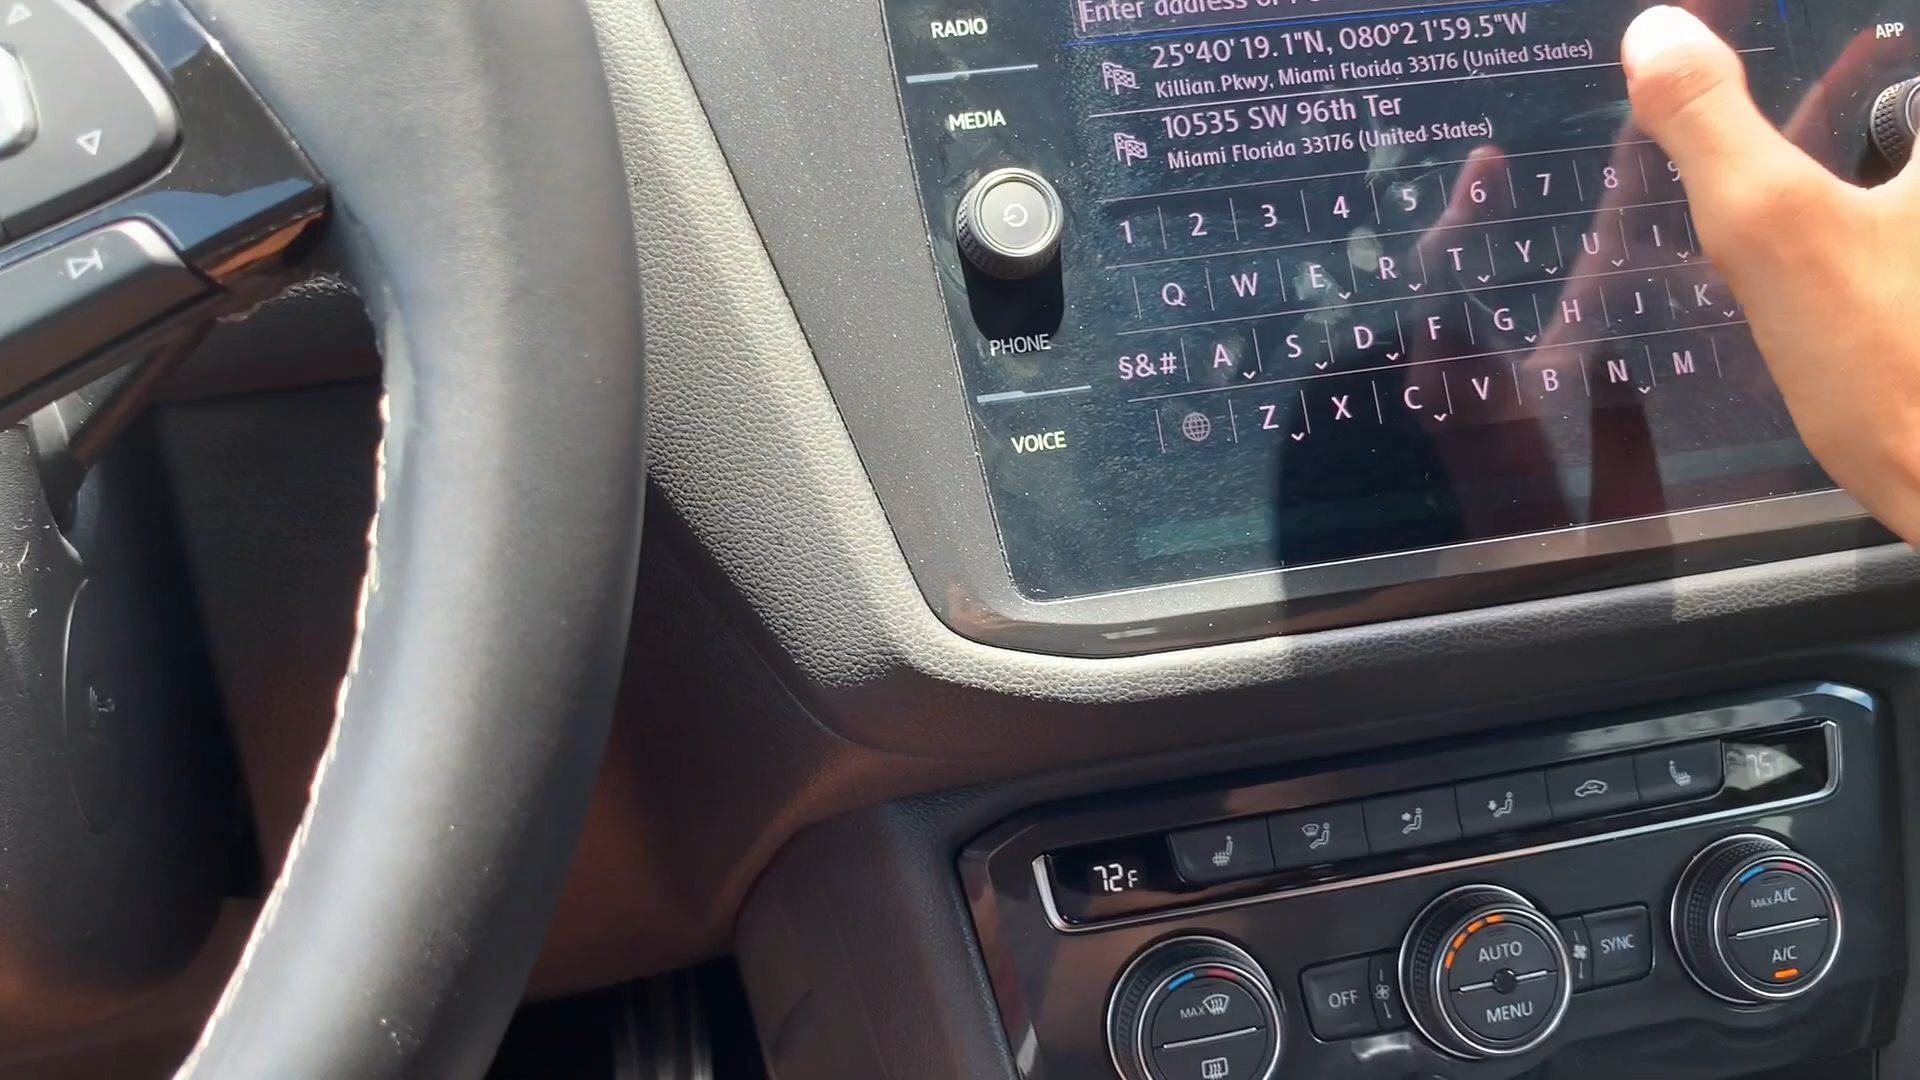 RADIO
MEDIA
PHONE
VOICE
APP
Enter address or
25°40'19.1"N, 080°21'59.5"W
Killian Pkwy, Miami Florida 33176 (United States)
10535 SW 96th Ter
Miami Florida 33176 (United States)
1 2 3 4 5 6 7 8 9
Q W E R T Y U I
§&# A S D F G H J K
Z X C V B N M
72F
75
MAX
OFF
AUTO
MENU
SYNC
MAX A/C
A/C